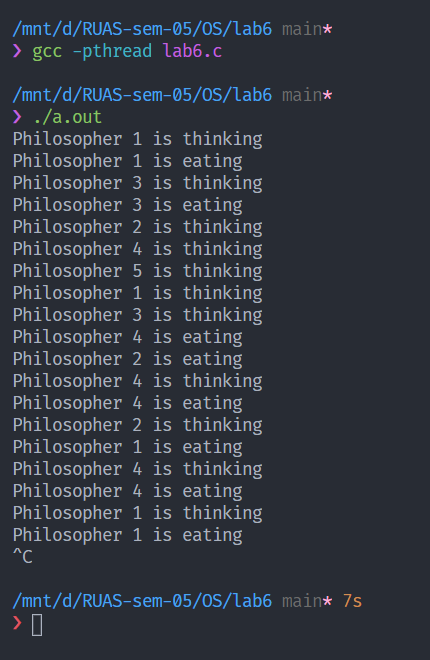 /mnt/d/RUAS-sem-05/OS/lab6 main*
❯ gcc -pthread lab6.c
/mnt/d/RUAS-sem-05/OS/lab6 main*
❯ ./a.out
Philosopher 1 is thinking
Philosopher 1 is eating
Philosopher 3 is thinking
Philosopher 3 is eating
Philosopher 2 is thinking
Philosopher 4 is thinking
Philosopher 5 is thinking
Philosopher 1 is thinking
Philosopher 3 is thinking
Philosopher 4 is eating
Philosopher 2 is eating
Philosopher 4 is thinking
Philosopher 4 is eating
Philosopher 2 is thinking
Philosopher 1 is eating
Philosopher 4 is thinking
Philosopher 4 is eating
Philosopher 1 is thinking
Philosopher 1 is eating
^C
/mnt/d/RUAS-sem-05/OS/lab6 main* 7s
❯